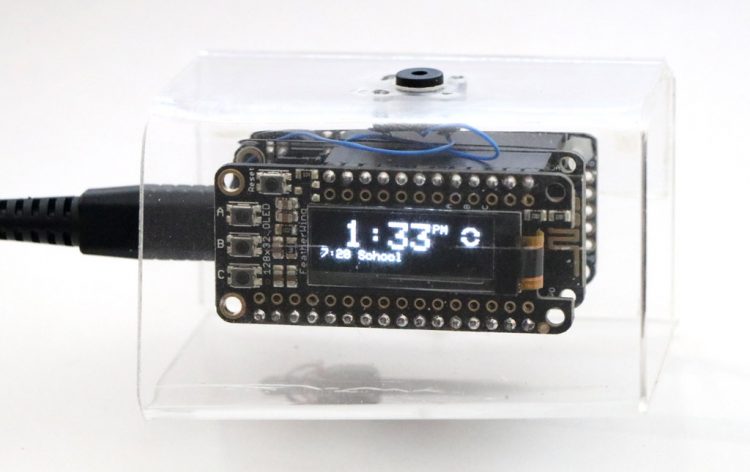 Reset
A
B
C
128x32 OLED
FeatherWing
1:33PM
7:20 School